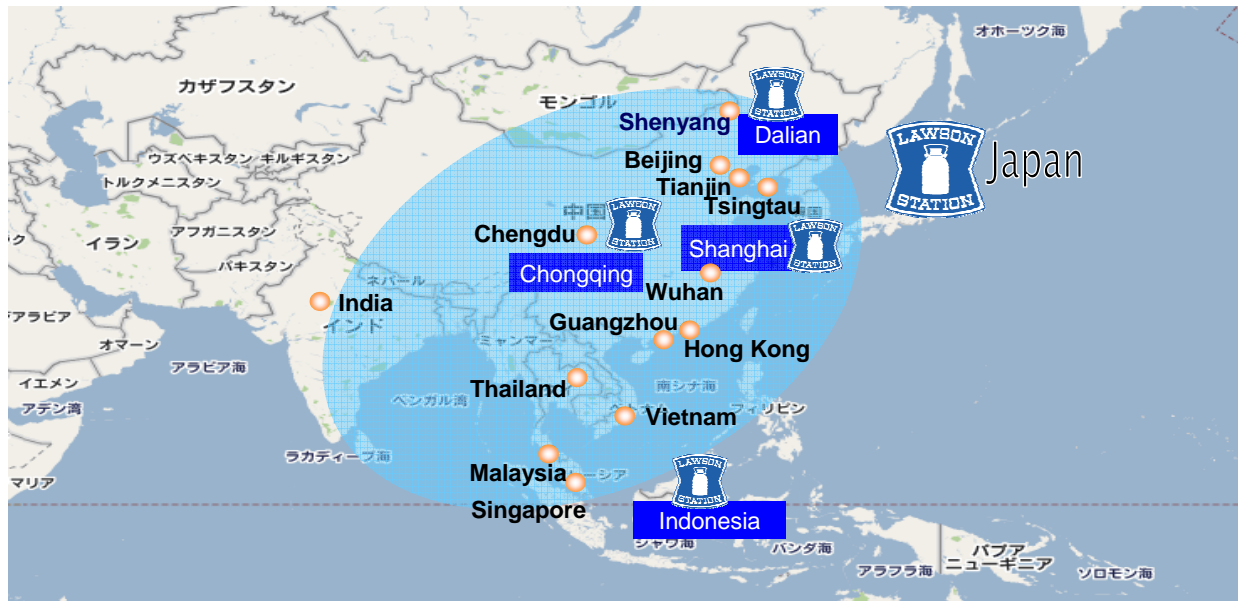 オホーツク海
カザフスタン
モンゴル
LAWSON
STATION
Shenyang
Dalian
LAWSON
STATION
Japan
ウズベキスタン
キルギスタン
Beijing
トルクメニスタン
Tianjin
Tsingtau
中国
LAWSON
STATION
アフガニスタン
イラン
Chengdu
Shanghai
LAWSON
STATION
パキスタン
Chongqing
ネパール
Wuhan
India
インド
アラビア
Guangzhou
オマーン
ミャンマー
Hong Kong
アラビア海
イエメン
Thailand
南シナ海
アデン湾
ベンガル湾
ベトナム
Vietnam
フィリピン
ラカディーブ海
LAWSON
STATION
Malaysia
ーシア
マリア
Singapore
Indonesia
ジャワ海
バンダ海
パプア
ニューギニア
アラフラ海
ソロモン海